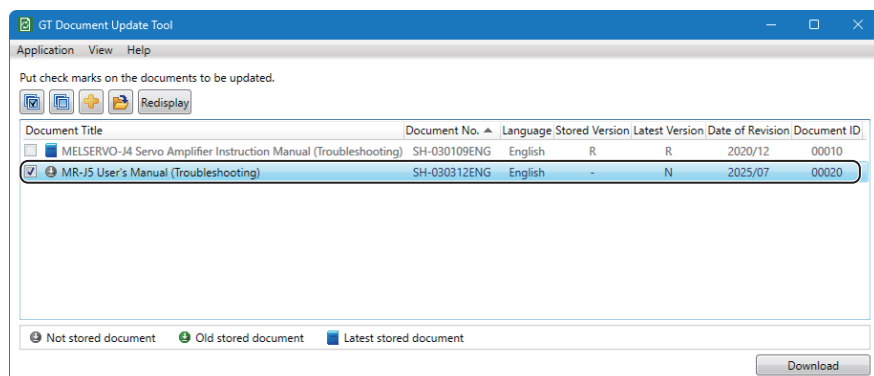 GT Document Update Tool
Application View Help
Put check marks on the documents to be updated.
Redisplay
Document Title Document No. Language Stored Version Latest Version Date of Revision Document ID
MELSERVO-J4 Servo Amplifier Instruction Manual (Troubleshooting) SH-030109ENG English R R 2020/12 00010
MR-J5 User's Manual (Troubleshooting) SH-030312ENG English - N 2025/07 00020
Not stored document Old stored document Latest stored document
Download